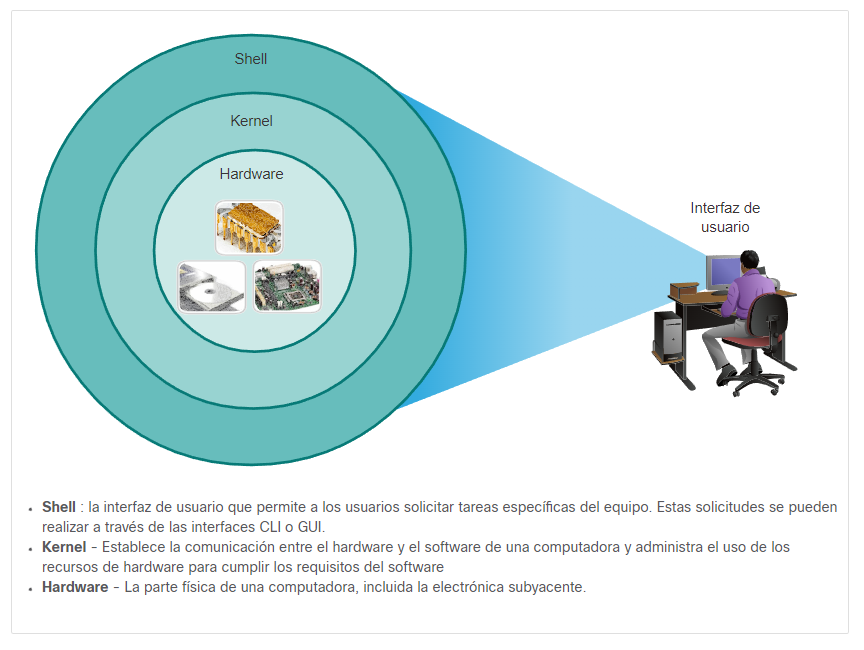 Shell
Kernel
Hardware
Interfaz de
usuario
Shell : la interfaz de usuario que permite a los usuarios solicitar tareas específicas del equipo. Estas solicitudes se pueden
realizar a través de las interfaces CLI o GUI.
Kernel - Establece la comunicación entre el hardware y el software de una computadora y administra el uso de los
recursos de hardware para cumplir los requisitos del software
Hardware - La parte física de una computadora, incluida la electrónica subyacente.